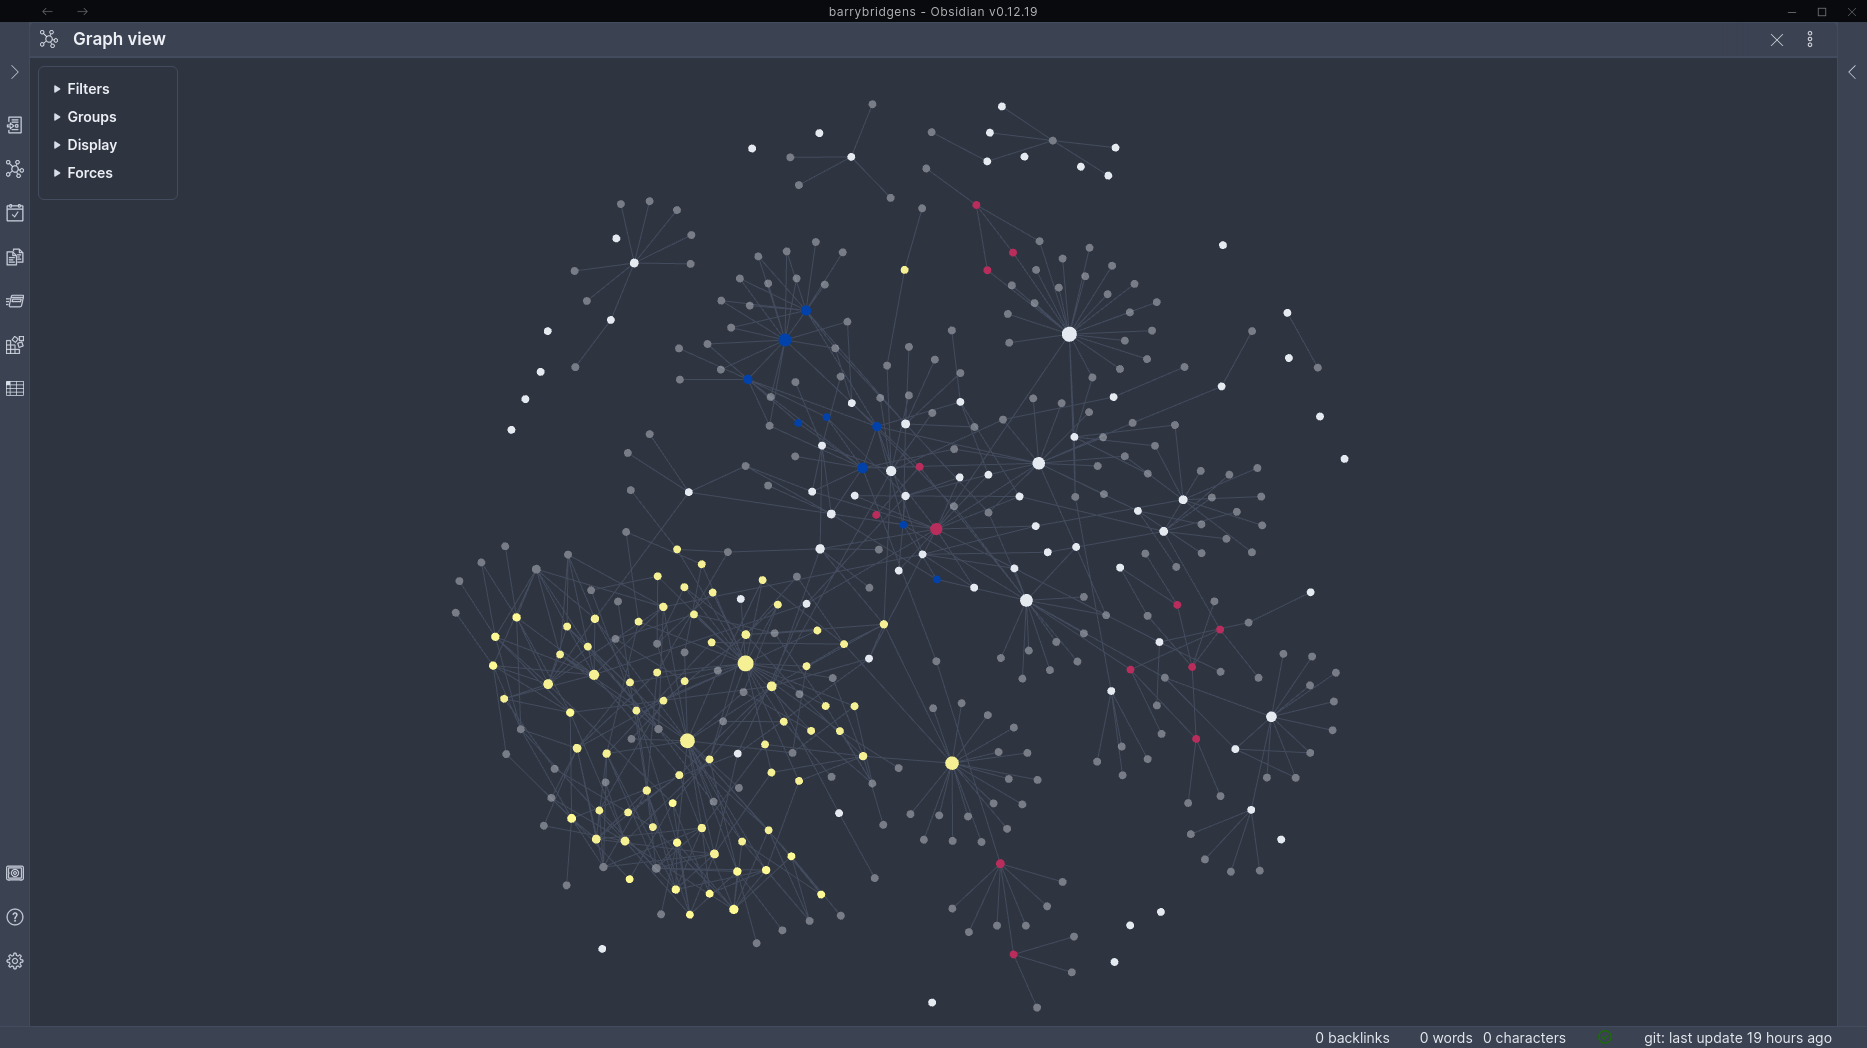 barrybridgens - Obsidian v0.12.19
Graph view
Filters
Groups
Display
Forces
0 backlinks 0 words 0 characters git: last update 19 hours ago